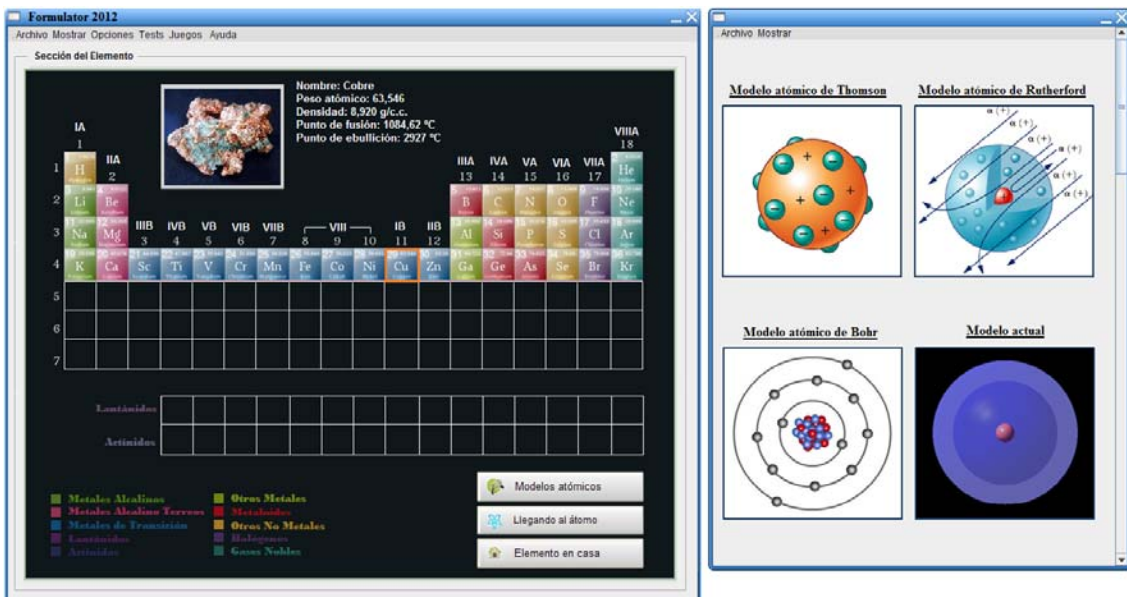 Formulator 2012
Archivo Mostrar Opciones Tests Juegos Ayuda
Sección del Elemento
Nombre: Cobre
Peso atómico: 63,546
Densidad: 8,920 g/c.c.
Punto de fusión: 1084,62 ºC
Punto de ebullición: 2927 ºC
IA VIIIA
1 18
IIA IIIA IVA VA VIA VIIA
2 13 14 15 16 17
IIIB IVB VB VIB VIIB VIII IB IIB
3 4 5 6 7 8 9 10 11 12
1 H He
2 Li Be B C N O F Ne
3 Na Mg Al Si P S Cl Ar
4 K Ca Sc Ti V Cr Mn Fe Co Ni Cu Zn Ga Ge As Se Br Kr
5
6
7
Lantánidos
Actínidos
Metales Alcalinos
Metales Alcalino Terreos
Metales de Transición
Lantánidos
Actínidos
Otros Metales
Metaloides
Otros No Metales
Halógenos
Gases Nobles
Modelos atómicos
Llegando al átomo
Elemento en casa
Archivo Mostrar
Modelo atómico de Thomson
Modelo atómico de Rutherford
α (+)
α (+)
α (+)
α (+)
α (+)
α (+)
Modelo atómico de Bohr
Modelo actual